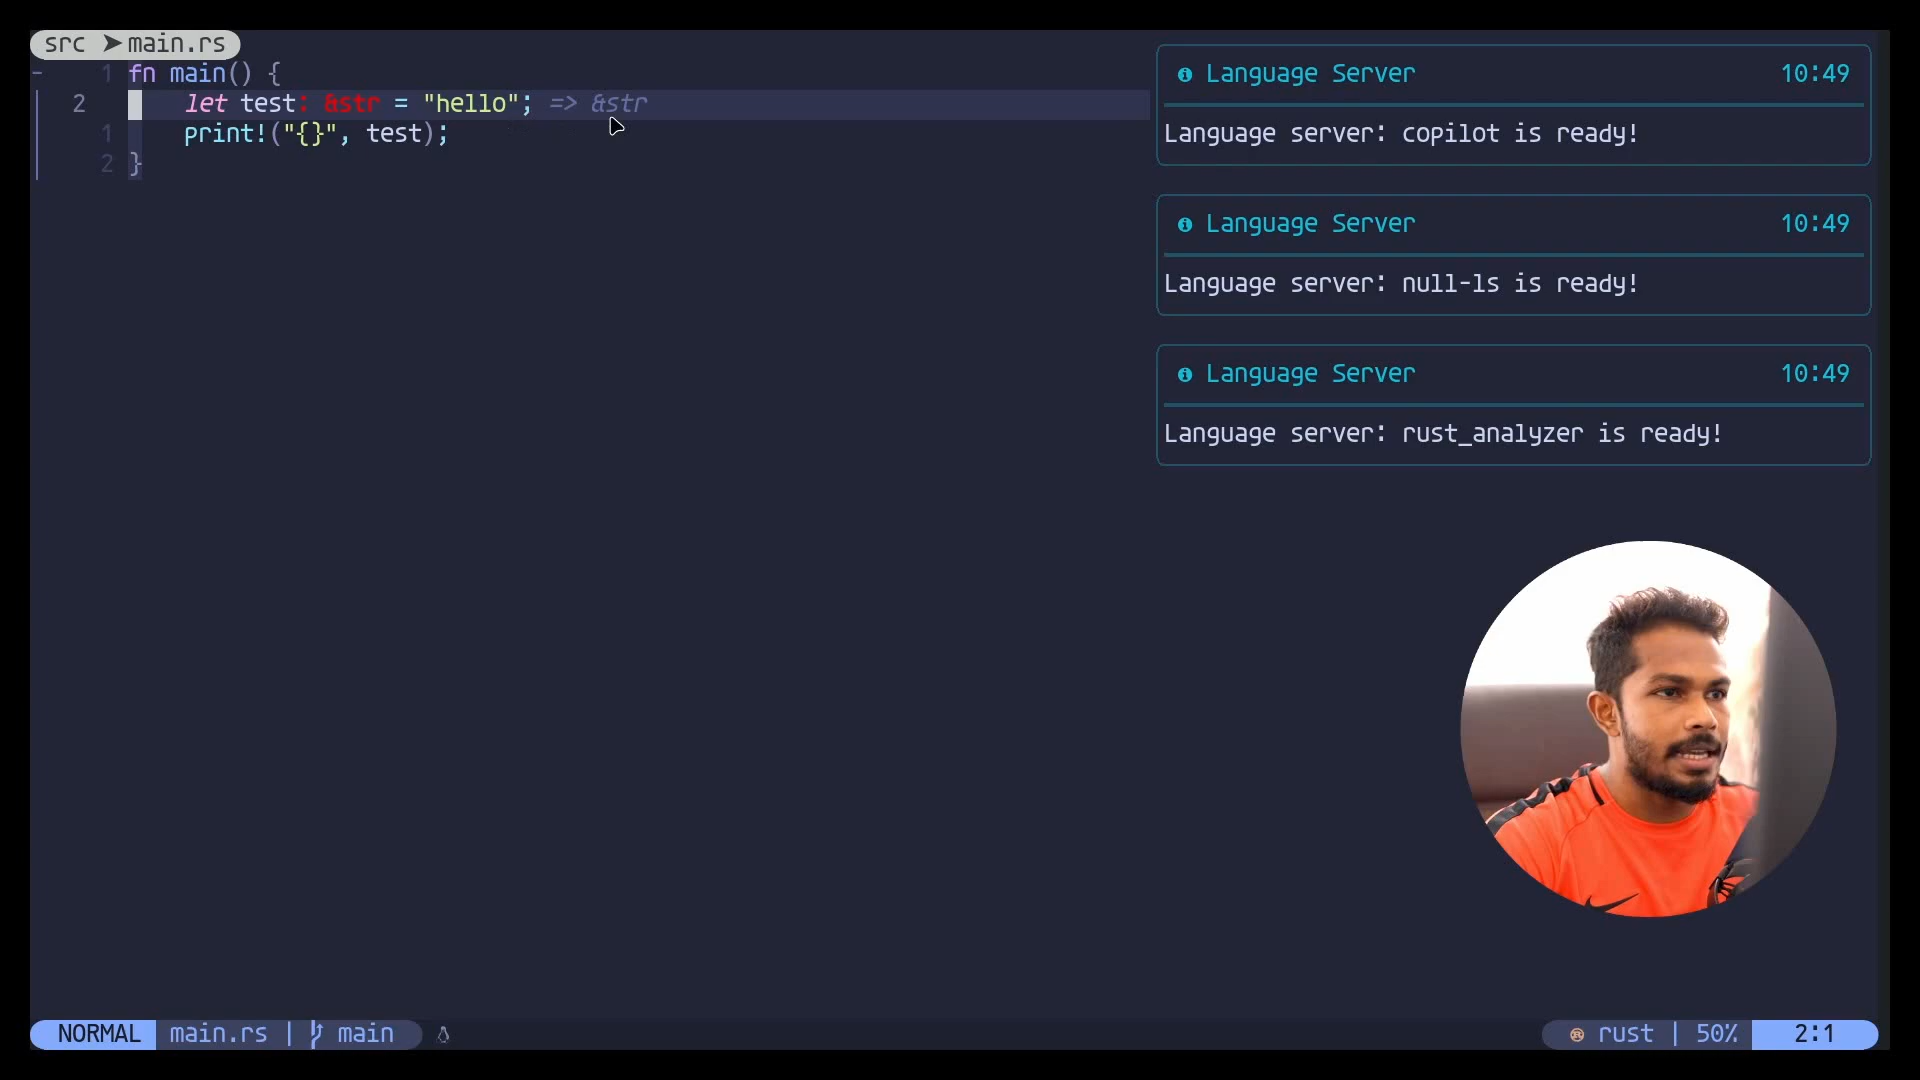 src ➤ main.rs
1 fn main() {
2 let test: &str = "hello"; => &str
1 print!("{}", test);
2 }
Language Server 10:49
Language server: copilot is ready!
Language Server 10:49
Language server: null-ls is ready!
Language Server 10:49
Language server: rust_analyzer is ready!
NORMAL main.rs | main rust | 50% 2:1